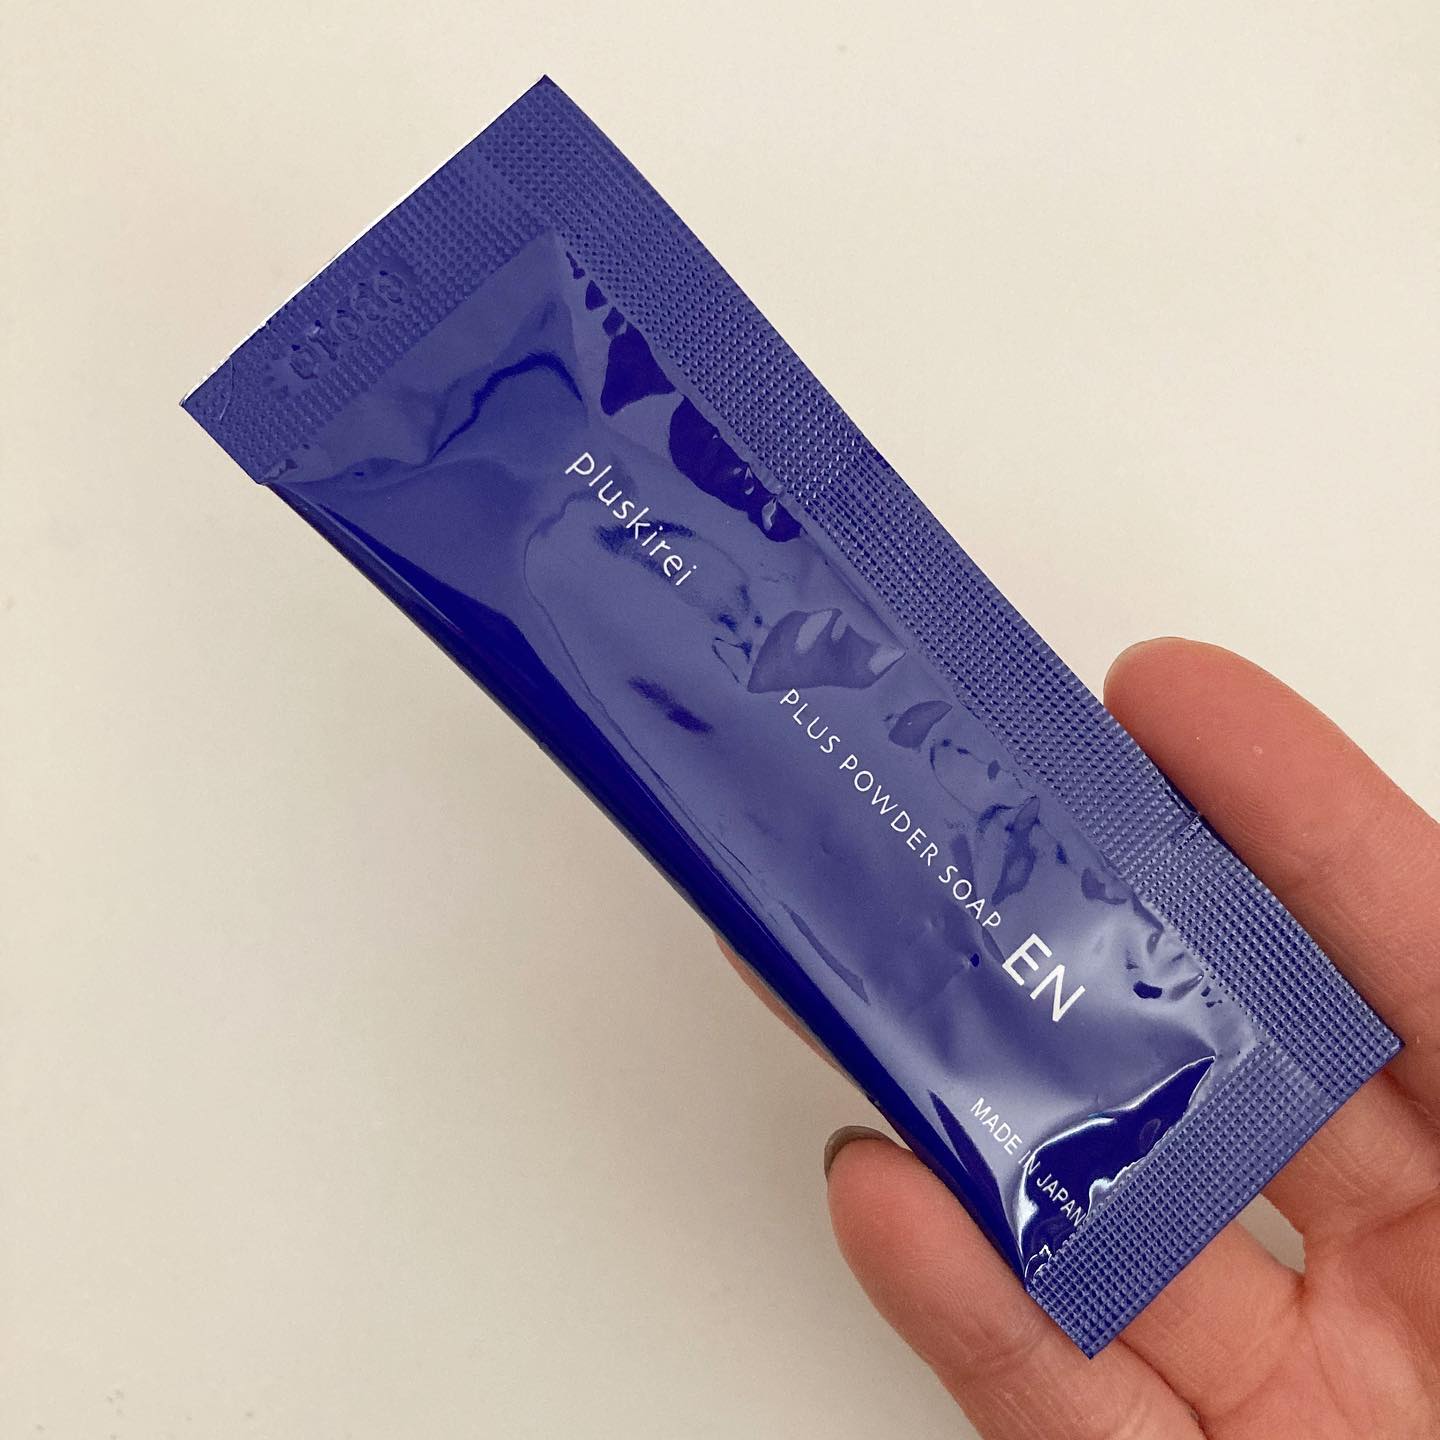 pluskirei
PLUS POWDER SOAP EN
MADE IN JAPAN